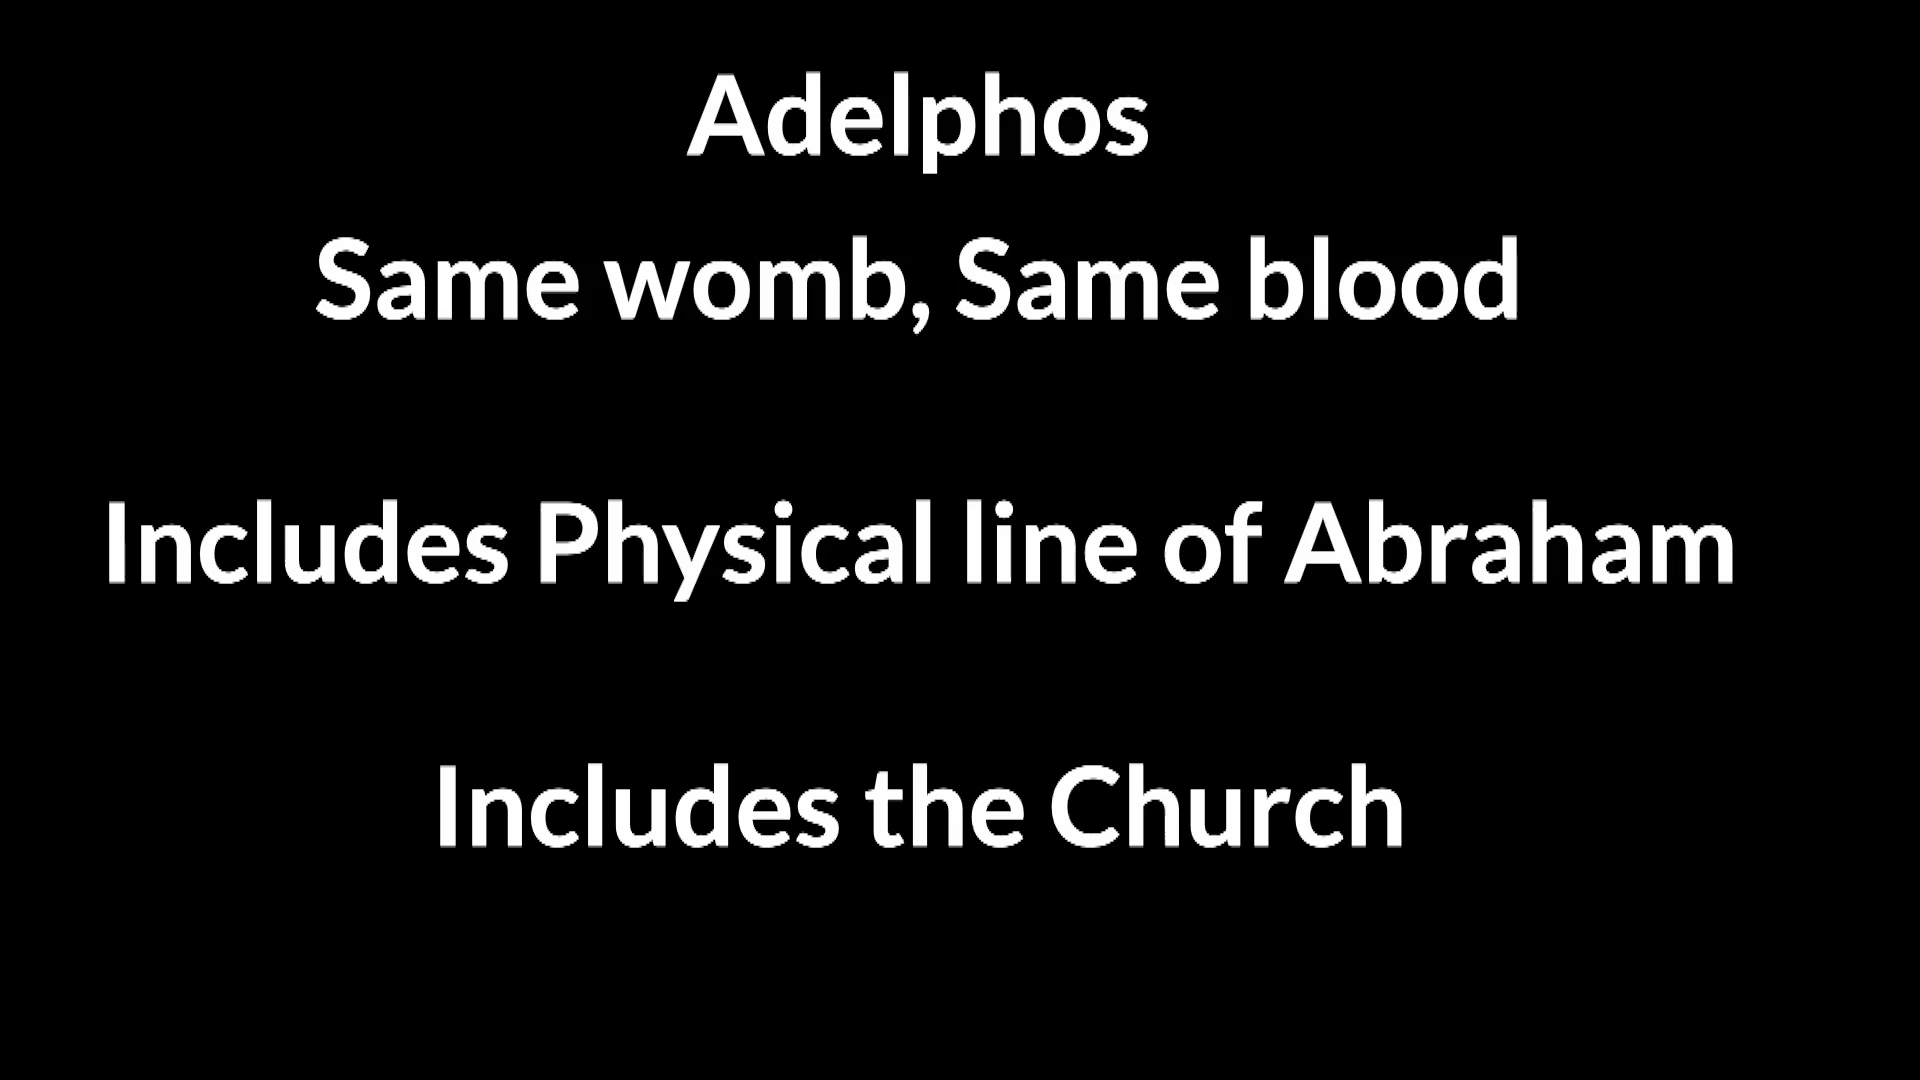 Adelphos
Same womb, Same blood
Includes Physical line of Abraham
Includes the Church